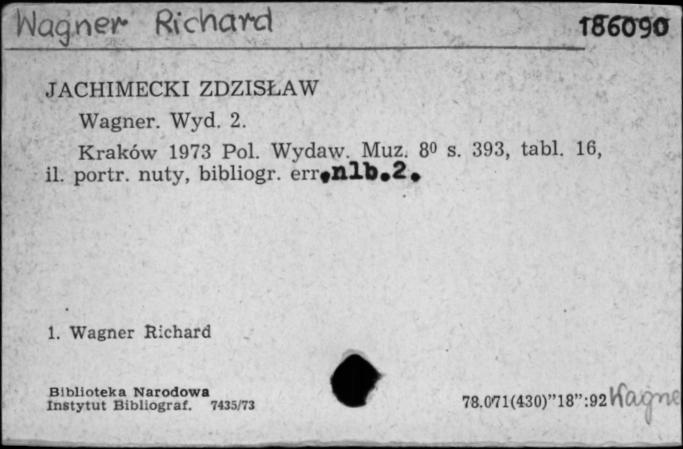 Wagner Richard 186090
JACHIMECKI ZDZISŁAW
Wagner. Wyd. 2.
Kraków 1973 Pol. Wydaw. Muz. 8⁰ s. 393, tabl. 16,
il. portr. nuty, bibliogr. err, nlb.2.
1. Wagner Richard
Biblioteka Narodowa
Instytut Bibliograf. 7435/73
78.071(430)”18”:92 Wagne